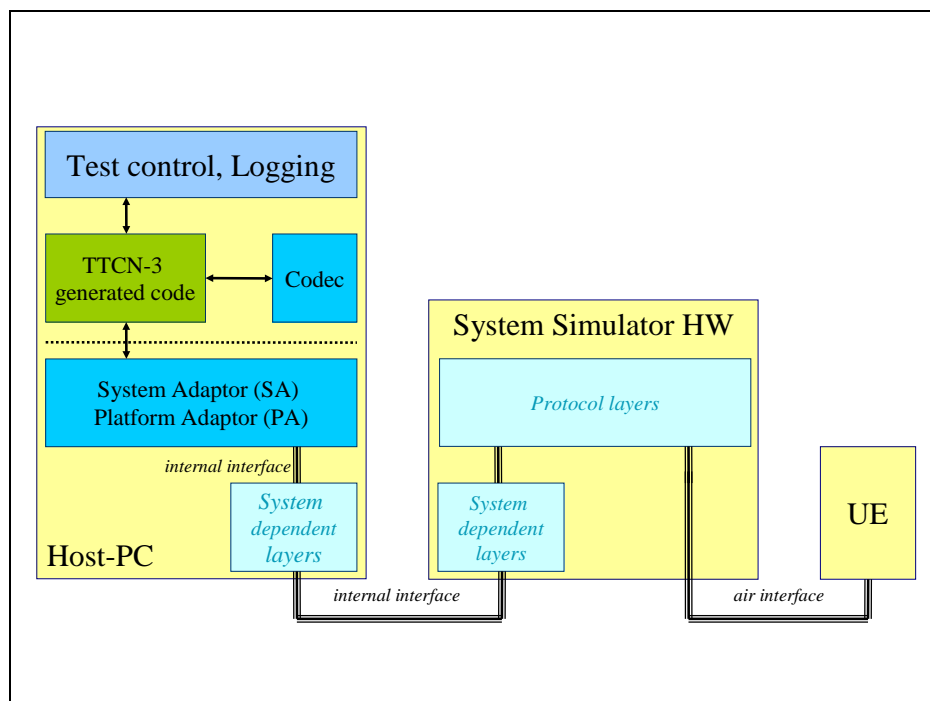 Test control, Logging
TTCN-3
generated code
Codec
System Adaptor (SA)
Platform Adaptor (PA)
internal interface
System
dependent
layers
Host-PC
System Simulator HW
Protocol layers
System
dependent
layers
UE
internal interface
air interface